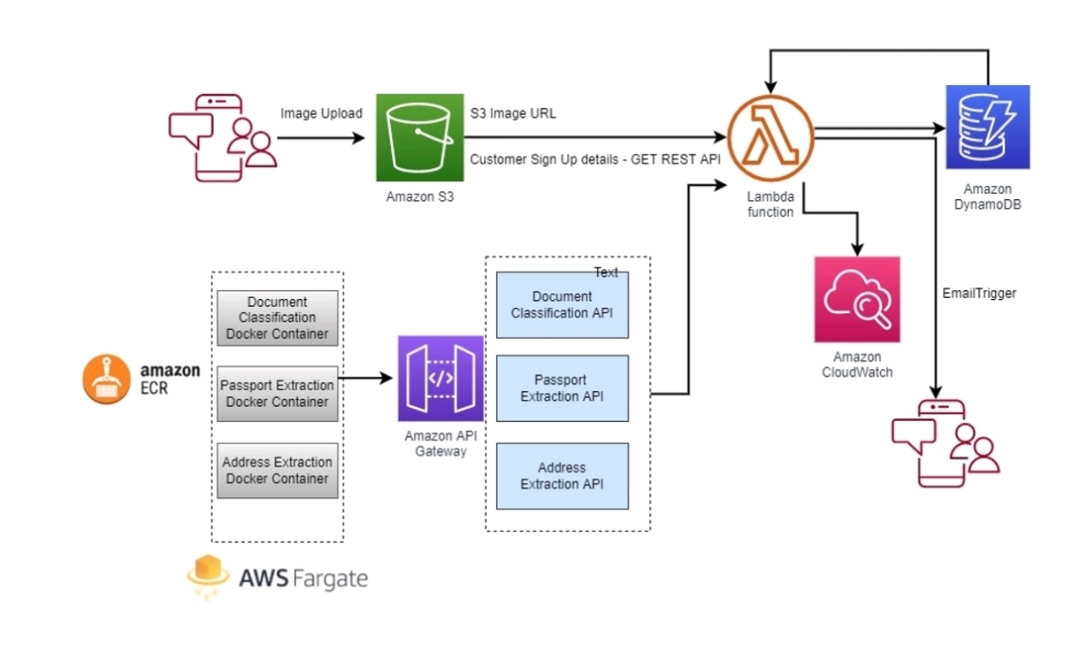 Image Upload
S3 Image URL
Customer Sign Up details - GET REST API
Amazon S3
Lambda
function
Amazon
DynamoDB
Text
Document
Classification
Docker Container
Document
Classification API
EmailTrigger
amazon
ECR
Passport Extraction
Docker Container
Passport
Extraction API
Amazon
CloudWatch
Amazon API
Gateway
Address Extraction
Docker Container
Address
Extraction API
AWS Fargate